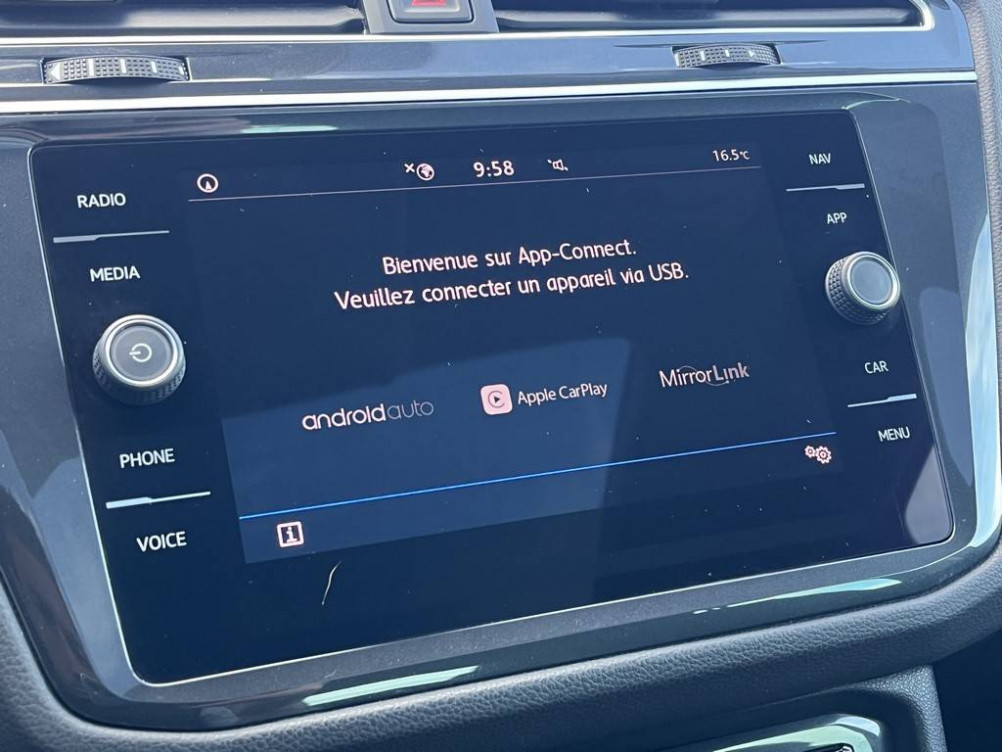 RADIO
MEDIA
PHONE
VOICE
9:58
16.5°C
Bienvenue sur App-Connect.
Veuillez connecter un appareil via USB.
androidauto
Apple CarPlay
MirrorLink
i
NAV
APP
CAR
MENU